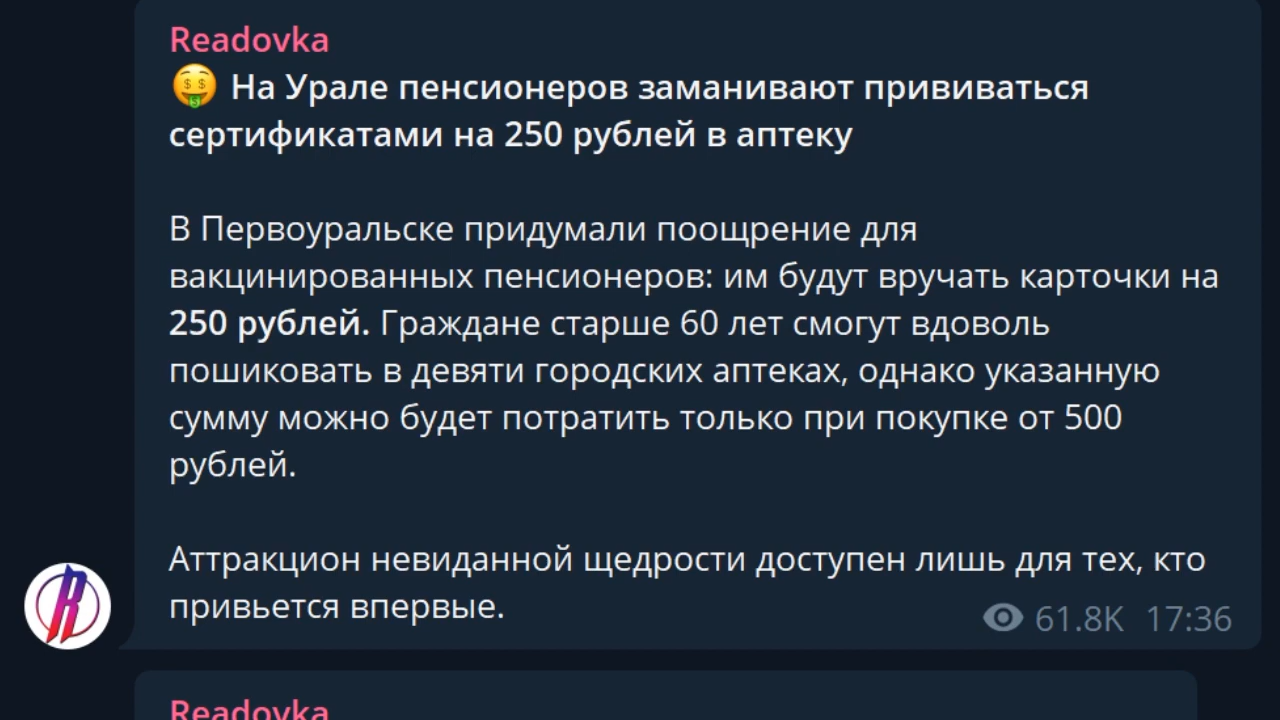 Readovka
🤑 На Урале пенсионеров заманивают прививаться
сертификатами на 250 рублей в аптеку
В Первоуральске придумали поощрение для
вакцинированных пенсионеров: им будут вручать карточки на
250 рублей. Граждане старше 60 лет смогут вдоволь
пошиковать в девяти городских аптеках, однако указанную
сумму можно будет потратить только при покупке от 500
рублей.
Аттракцион невиданной щедрости доступен лишь для тех, кто
привьется впервые.
61.8K 17:36
Readovka